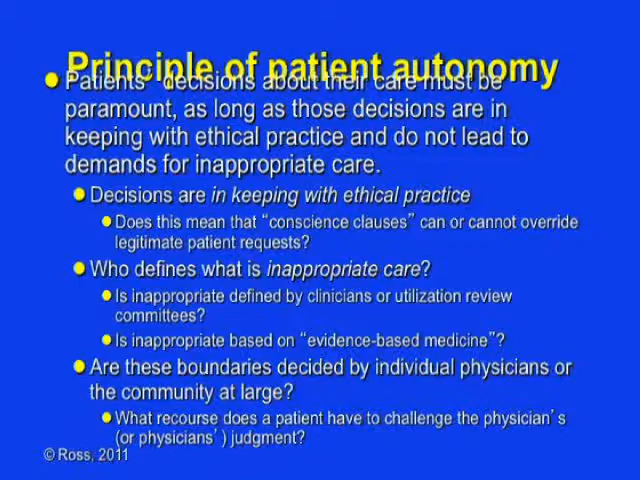 Principle of patient autonomy
Patients' decisions about their care must be
paramount, as long as those decisions are in
keeping with ethical practice and do not lead to
demands for inappropriate care.
Decisions are in keeping with ethical practice
Does this mean that “conscience clauses” can or cannot override
legitimate patient requests?
Who defines what is inappropriate care?
Is inappropriate defined by clinicians or utilization review
committees?
Is inappropriate based on “evidence-based medicine”?
Are these boundaries decided by individual physicians or
the community at large?
What recourse does a patient have to challenge the physician's
(or physicians') judgment?
© Ross, 2011